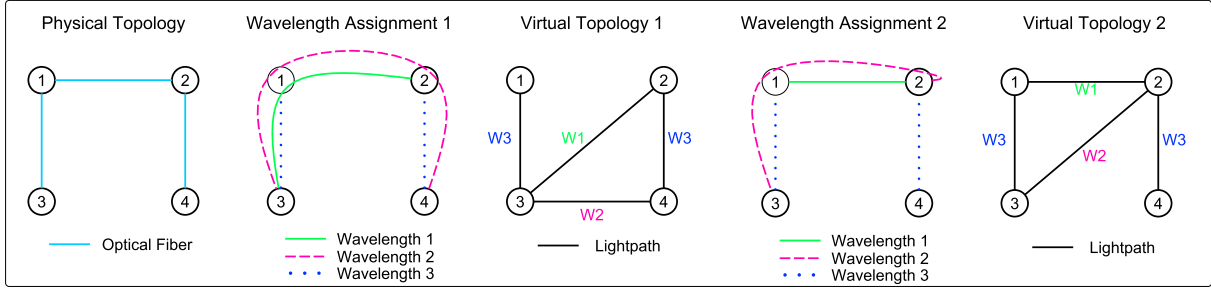 Physical Topology
1
2
3
4
Optical Fiber
Wavelength Assignment 1
1
2
3
4
Wavelength 1
Wavelength 2
Wavelength 3
Virtual Topology 1
1
2
W3
W1
W3
3
4
W2
Lightpath
Wavelength Assignment 2
1
2
3
4
Wavelength 1
Wavelength 2
Wavelength 3
Virtual Topology 2
1
2
W1
W3
W2
W3
3
4
Lightpath